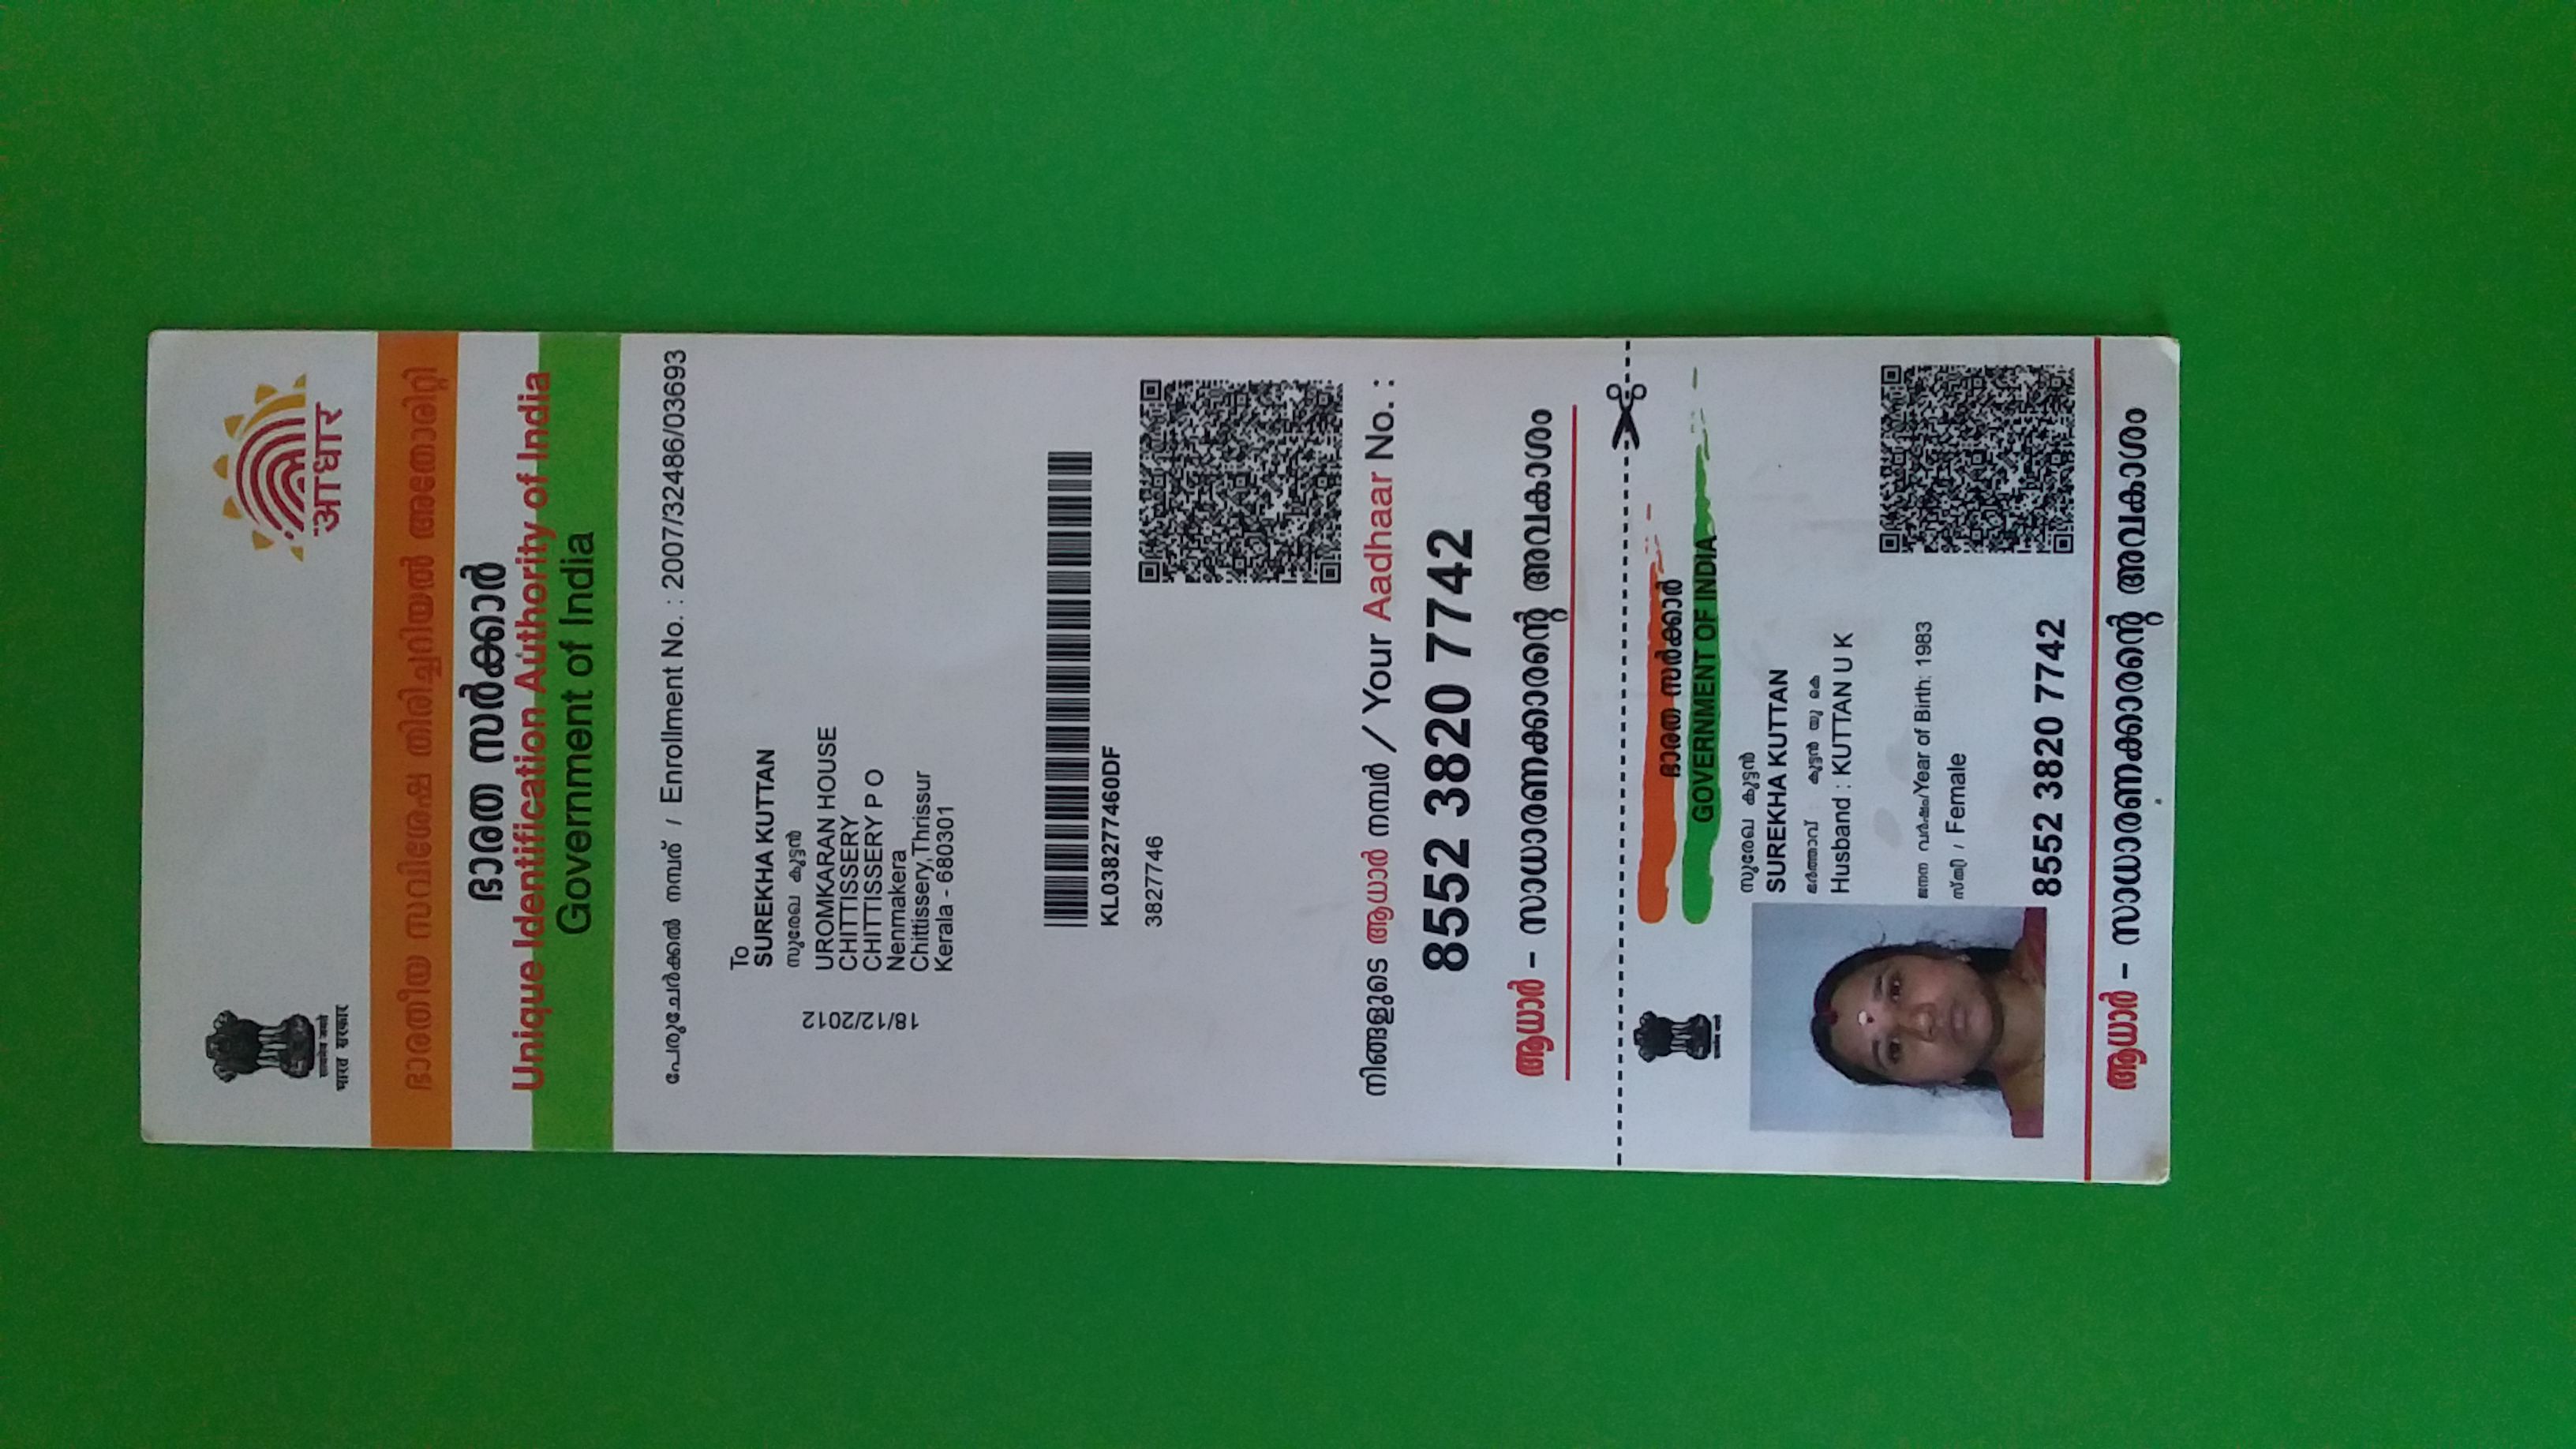 सत्यमेव जयते
भारत सरकार
आधार
ഭാരതീയ സവിശേഷ തിരിച്ചറിയൽ അതോരിറ്റി
ഭാരത സർക്കാർ
Unique Identification Authority of India
Government of India
പേരുചേർക്കൽ നമ്പര് / Enrollment No. : 2007/32486/03693
18/12/2012
To
SUREKHA KUTTAN
സുരേഖ കുട്ടൻ
UROMKARAN HOUSE
CHITTISSERY
CHITTISSERY P O
Nenmakera
Chittissery,Thrissur
Kerala - 680301
KL038277460DF
3827746
നിങ്ങളുടെ ആധാർ നമ്പർ / Your Aadhaar No. :
8552 3820 7742
ആധാർ - സാധാരണക്കാരന്റെ അവകാശം
सत्यमेव जयते
ഭാരത സർക്കാർ
GOVERNMENT OF INDIA
സുരേഖ കുട്ടൻ
SUREKHA KUTTAN
ഭർത്താവ് കുട്ടൻ യു കെ
Husband : KUTTAN U K
ജനന വർഷം/Year of Birth: 1983
സ്ത്രീ / Female
8552 3820 7742
ആധാർ - സാധാരണക്കാരന്റെ അവകാശം